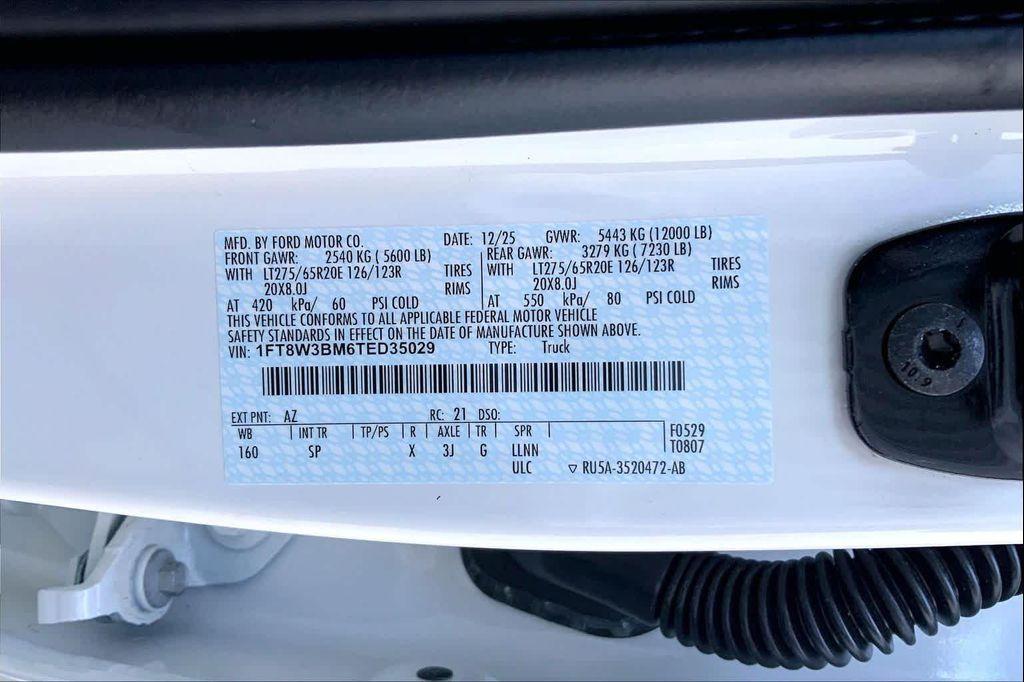 MFD. BY FORD MOTOR CO. DATE: 12/25 GVWR: 5443 KG (12000 LB)
FRONT GAWR: 2540 KG ( 5600 LB) REAR GAWR: 3279 KG ( 7230 LB)
WITH LT275/65R20E 126/123R TIRES WITH LT275/65R20E 126/123R TIRES
20X8.0J RIMS 20X8.0J RIMS
AT 420 kPa/ 60 PSI COLD AT 550 kPa/ 80 PSI COLD
THIS VEHICLE CONFORMS TO ALL APPLICABLE FEDERAL MOTOR VEHICLE
SAFETY STANDARDS IN EFFECT ON THE DATE OF MANUFACTURE SHOWN ABOVE.
VIN: 1FT8W3BM6TED35029 TYPE: Truck
EXT PNT: AZ RC: 21 DSO:
WB INT TR TP/PS R AXLE TR SPR F0529
160 SP X 3J G LLNN T0807
ULC ▽ RU5A-3520472-AB
10.9